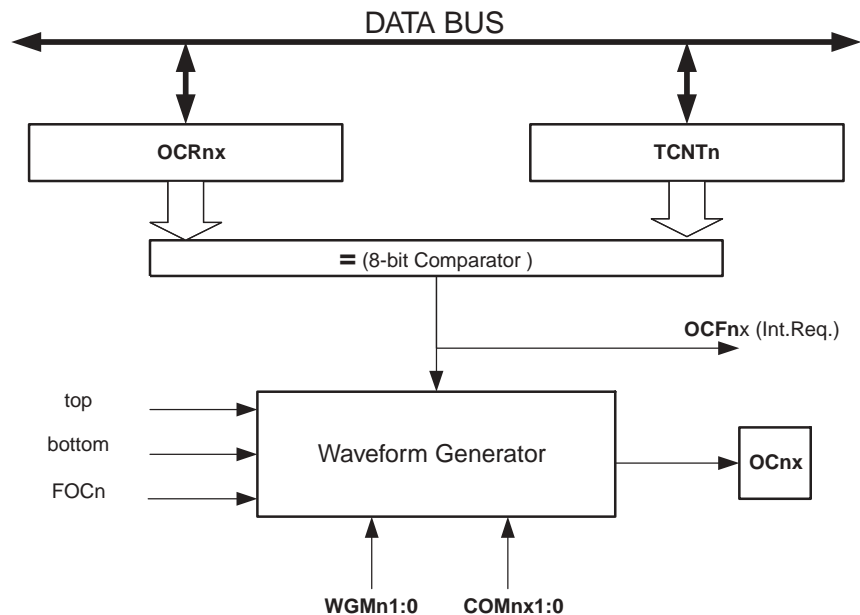 DATA BUS
OCRnx
TCNTn
= (8-bit Comparator )
OCFnx (Int.Req.)
top
bottom
FOCn
Waveform Generator
OCnx
WGMn1:0
COMnx1:0